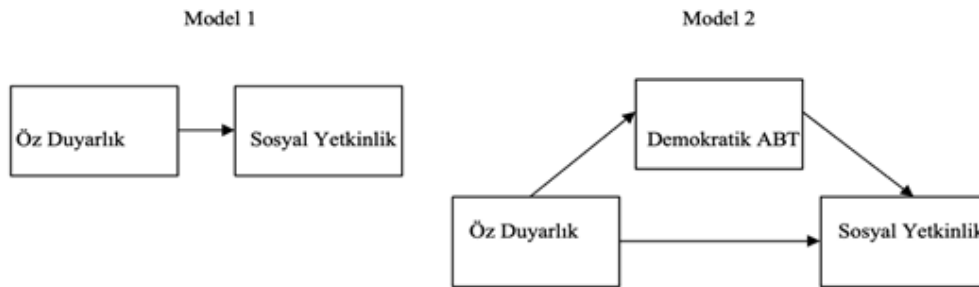 Model 1
Model 2
Öz Duyarlık
Sosyal Yetkinlik
Demokratik ABT
Öz Duyarlık
Sosyal Yetkinlik